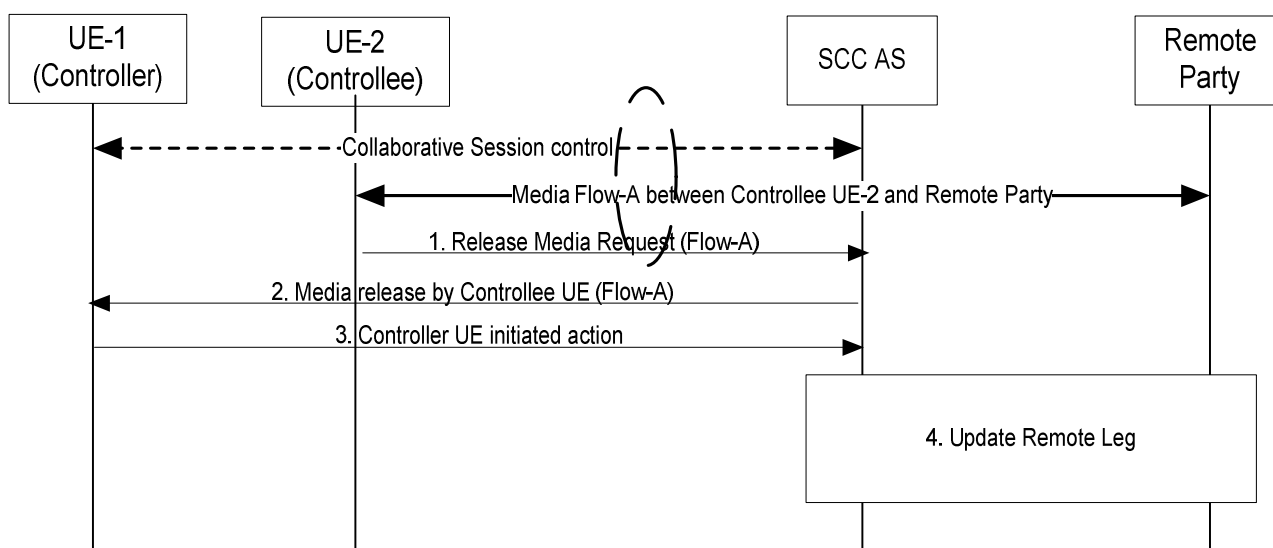 UE-1
(Controller)
UE-2
(Controllee)
SCC AS
Remote
Party
Collaborative Session control
Media Flow-A between Controllee UE-2 and Remote Party
1. Release Media Request (Flow-A)
2. Media release by Controllee UE (Flow-A)
3. Controller UE initiated action
4. Update Remote Leg